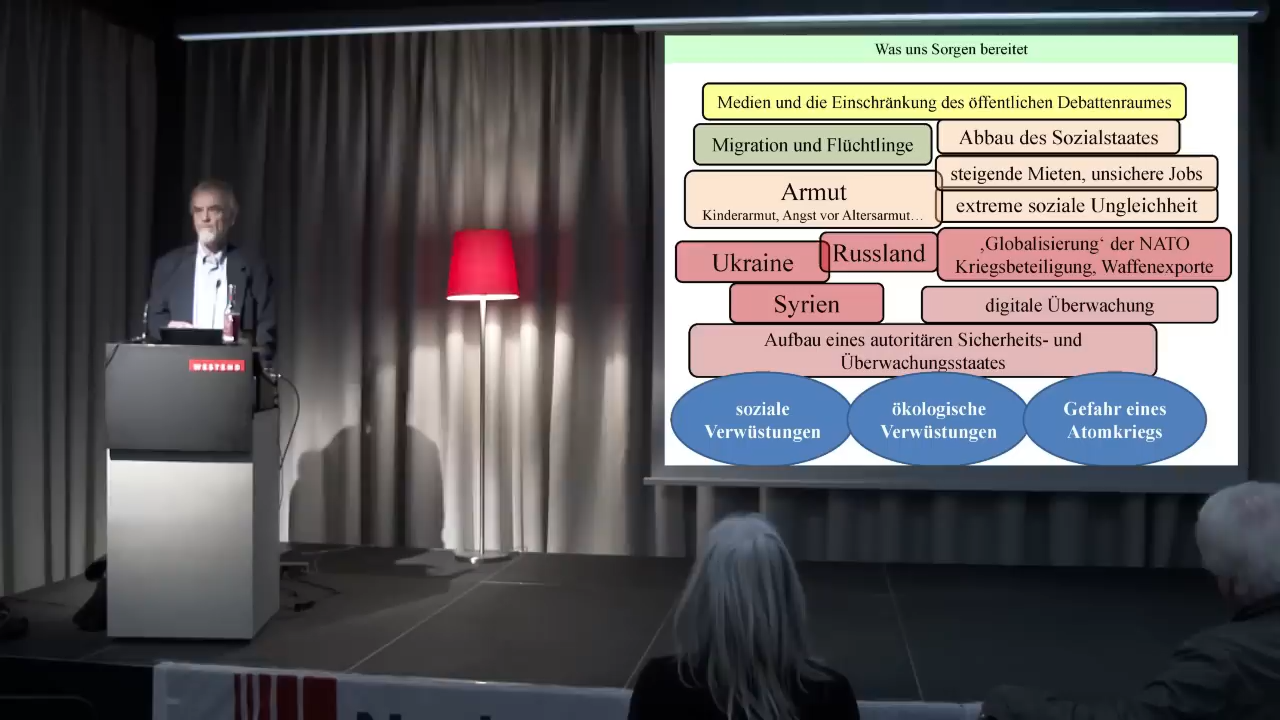 Was uns Sorgen bereitet
Medien und die Einschränkung des öffentlichen Debattenraumes
Migration und Flüchtlinge
Abbau des Sozialstaates
Armut
Kinderarmut, Angst vor Altersarmut…
steigende Mieten, unsichere Jobs
extreme soziale Ungleichheit
Ukraine
Russland
‚Globalisierung‘ der NATO
Kriegsbeteiligung, Waffenexporte
Syrien
digitale Überwachung
Aufbau eines autoritären Sicherheits- und
Überwachungsstaates
soziale
Verwüstungen
ökologische
Verwüstungen
Gefahr eines
Atomkriegs
WESTEND